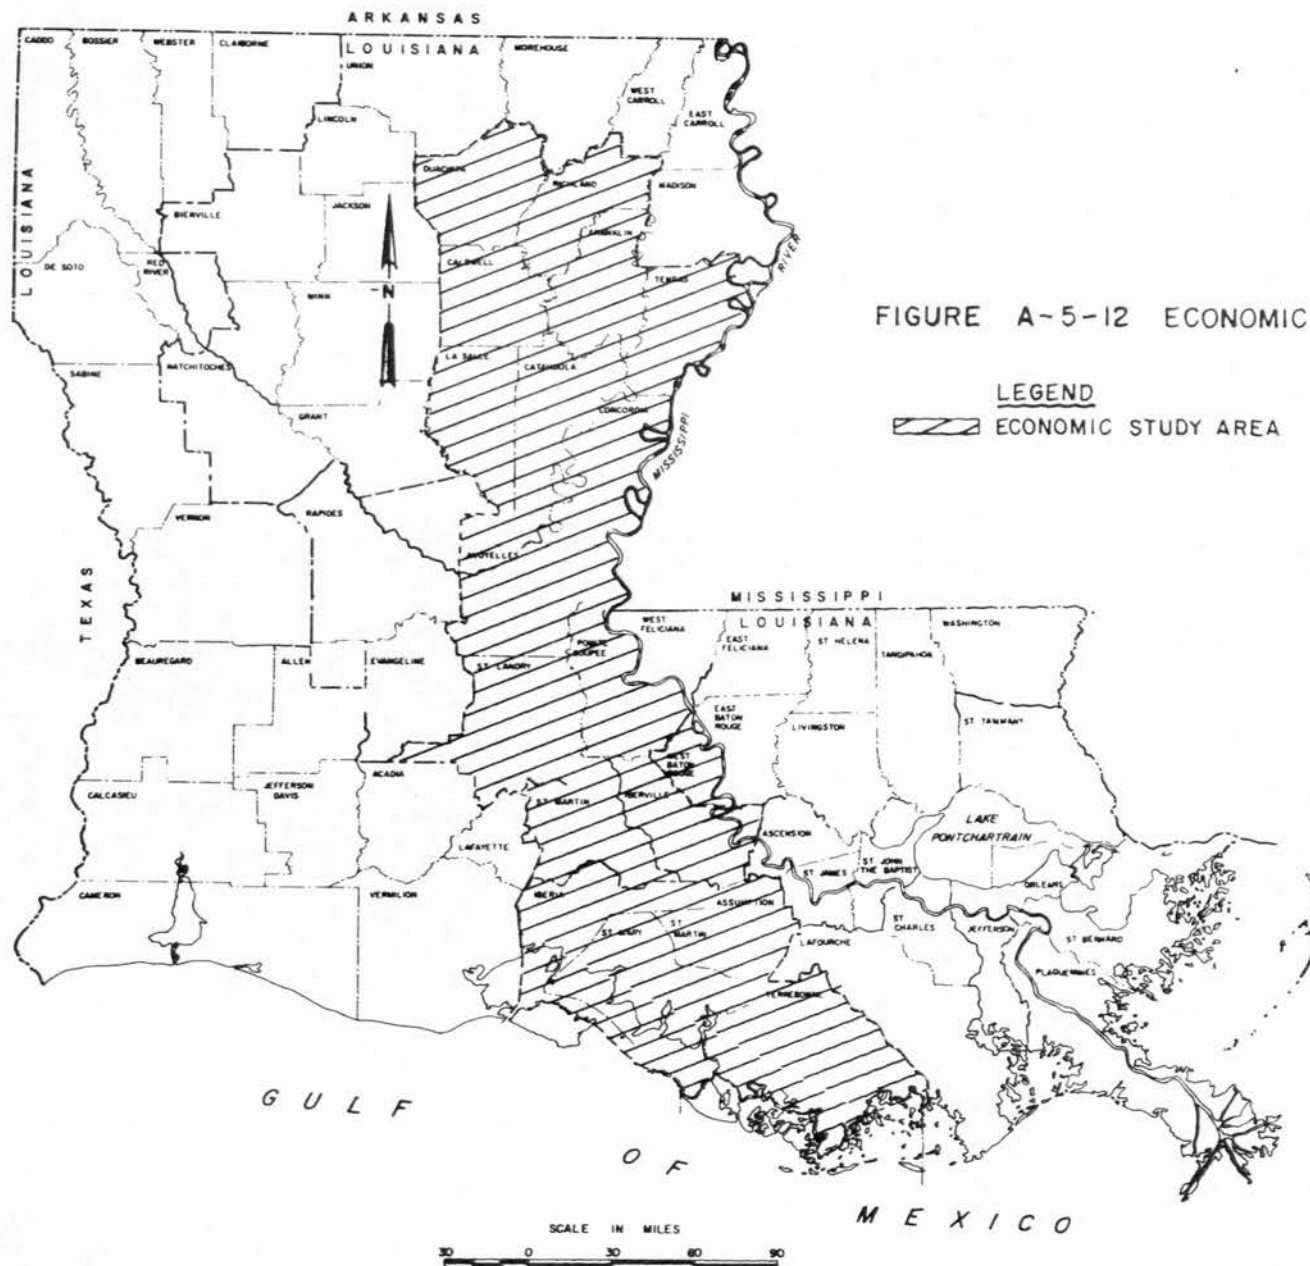 ARKANSAS
LOUISIANA
CADDO
BOSSIER
WEBSTER
CLAIBORNE
UNION
MOREHOUSE
WEST
CARROLL
EAST
CARROLL
LINCOLN
OUACHITA
RICHLAND
MADISON
LOUISIANA
BIENVILLE
JACKSON
FRANKLIN
DE SOTO
RED
RIVER
CALDWELL
TENSAS
RIVER
WINN
N
FIGURE A-5-12 ECONOMIC
SABINE
NATCHITOCHES
LA SALLE
CATAHOULA
LEGEND
ECONOMIC STUDY AREA
GRANT
CONCORDIA
MISSISSIPPI
VERNON
RAPIDES
AVOYELLES
TEXAS
MISSISSIPPI
LOUISIANA
WEST
FELICIANA
EAST
FELICIANA
ST HELENA
TANGIPAHOA
WASHINGTON
BEAUREGARD
ALLEN
EVANGELINE
ST. LANDRY
POINTE
COUPEE
EAST
BATON
ROUGE
LIVINGSTON
ST TAMMANY
WEST
BATON
ROUGE
CALCASIEU
JEFFERSON
DAVIS
ACADIA
ST MARTIN
IBERVILLE
LAFAYETTE
ASCENSION
LAKE
PONTCHARTRAIN
ST JAMES
ST JOHN
THE BAPTIST
ORLEANS
CAMERON
VERMILION
IBERIA
ASSUMPTION
ST MARY
ST
MARTIN
LAFOURCHE
ST
CHARLES
JEFFERSON
ST BERNARD
PLAQUEMINES
TERREBONNE
GULF
OF
MEXICO
SCALE IN MILES
30 0 30 60 90